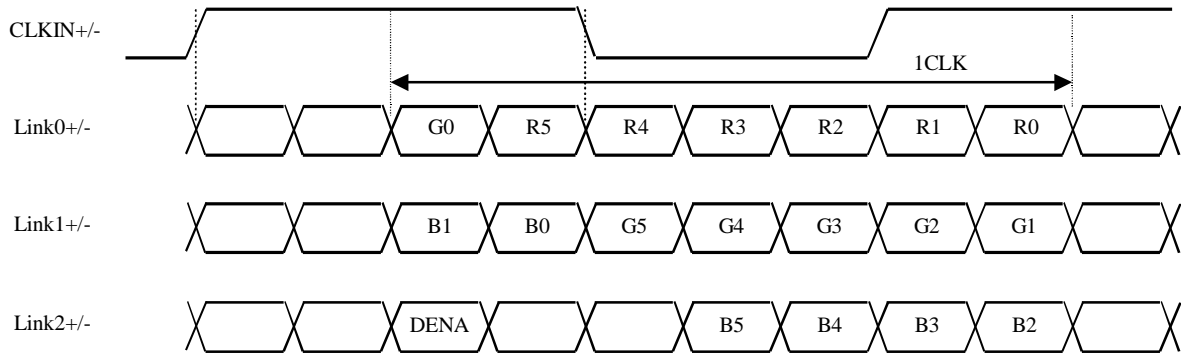 CLKIN+/-
1CLK
Link0+/- G0 R5 R4 R3 R2 R1 R0
Link1+/- B1 B0 G5 G4 G3 G2 G1
Link2+/- DENA B5 B4 B3 B2